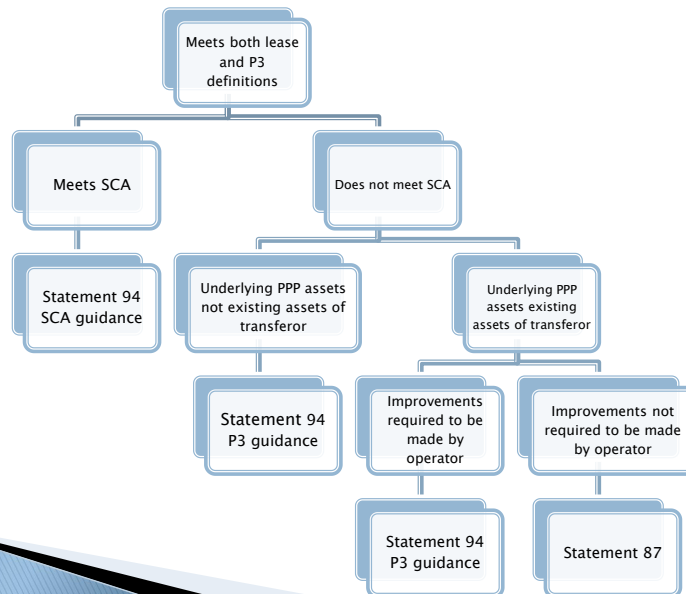 Meets both lease
and P3
definitions
Meets SCA
Does not meet SCA
Statement 94
SCA guidance
Underlying PPP assets
not existing assets of
transferor
Underlying PPP
assets existing
assets of transferor
Statement 94
P3 guidance
Improvements
required to be
made by
operator
Improvements not
required to be made
by operator
Statement 94
P3 guidance
Statement 87